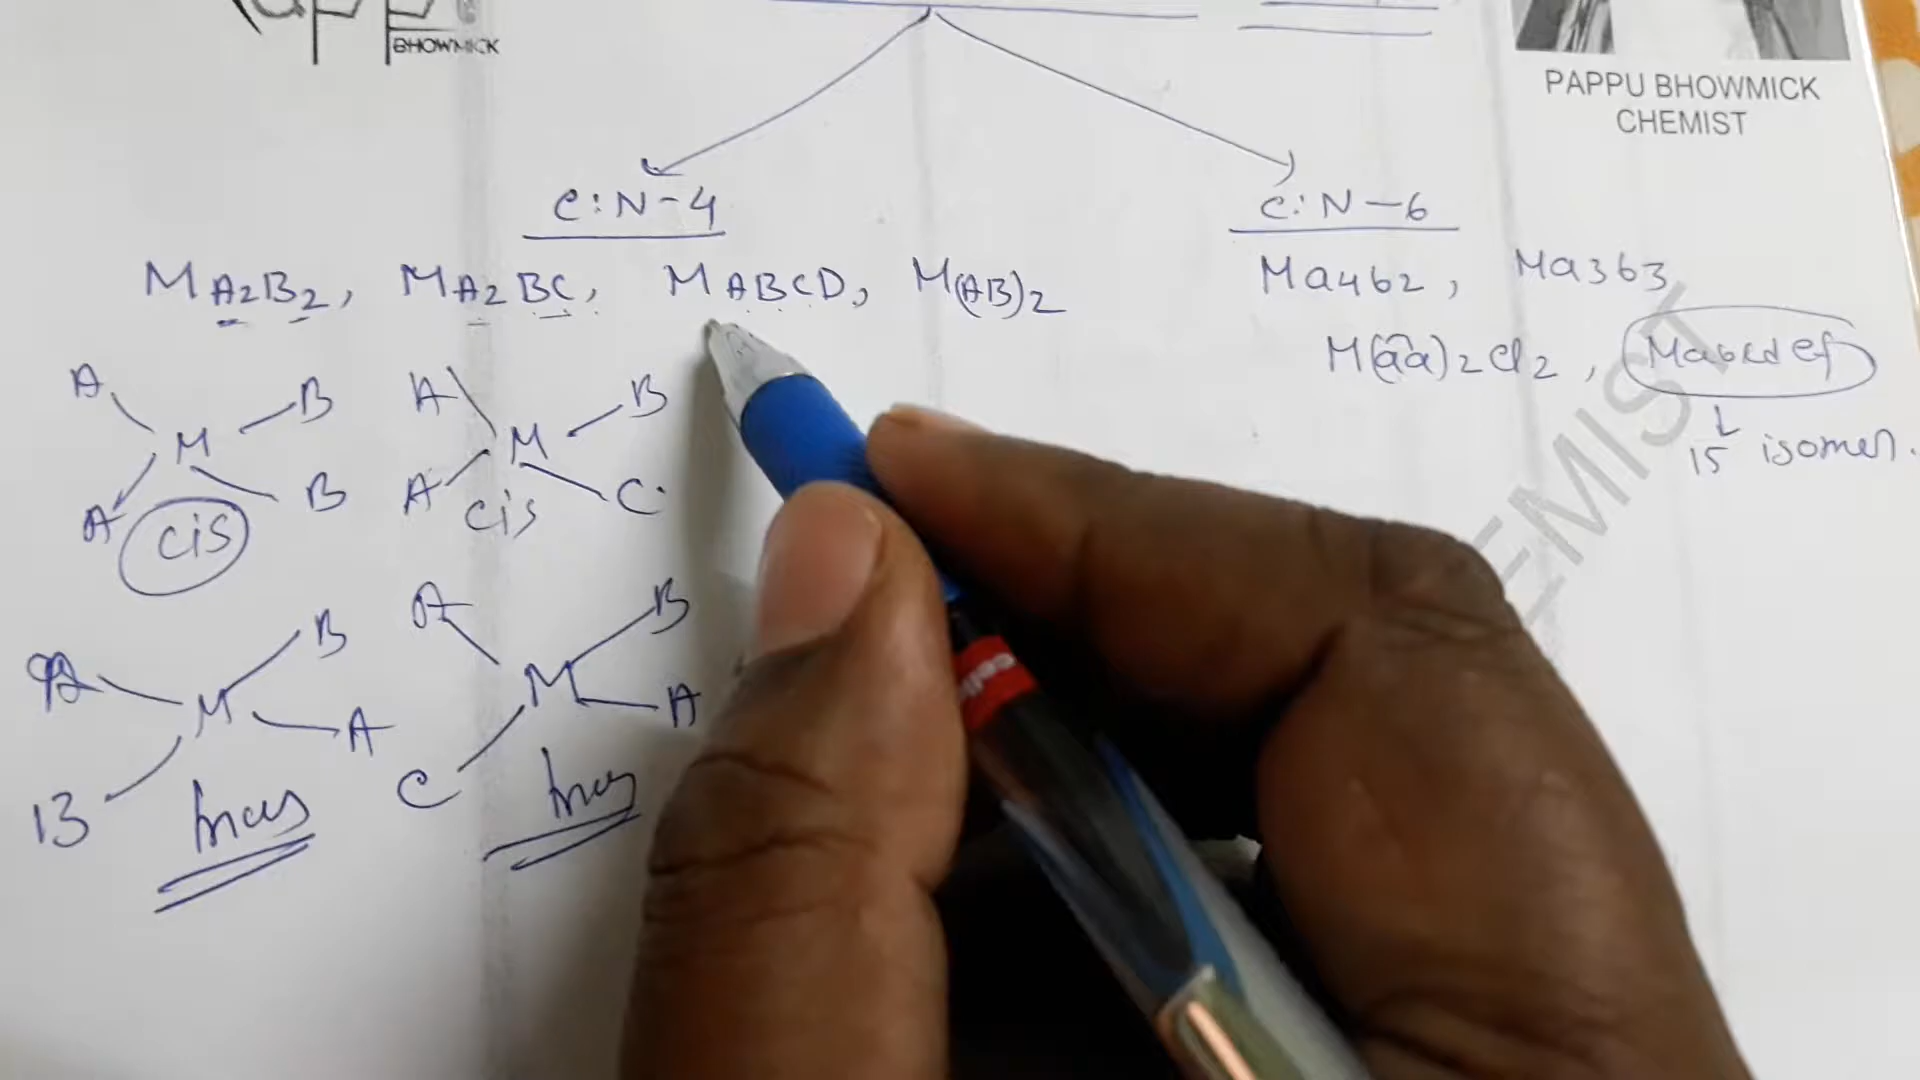 BHOWMICK
PAPPU BHOWMICK
CHEMIST
C:N-4
C:N-6
MA2B2, MA2BC, MABCD, M(AB)2
Ma4b2, Ma3b3
M(aa)2Cl2, Mabcdef
15 isomer.
A B A B
M M
A B A C
cis cis
A B A B
M M
A A
B C
trans trans
EMIST